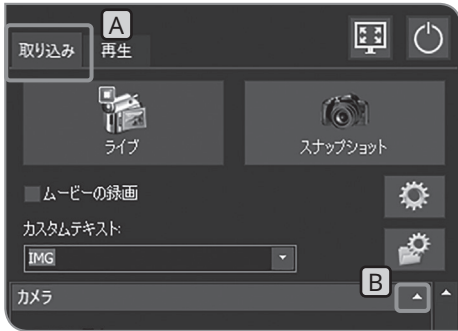 A
取り込み 再生
ライブ スナップショット
ムービーの録画
カスタムテキスト:
IMG
B
カメラ